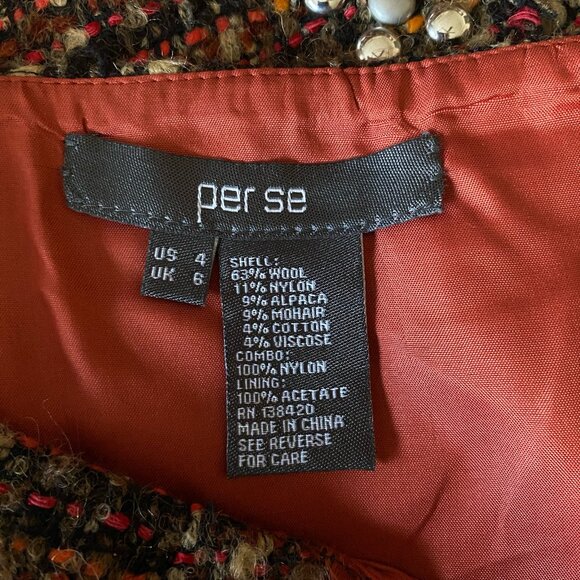 per se
US 4
UK 6
SHELL:
63% WOOL
11% NYLON
9% ALPACA
9% MOHAIR
4% COTTON
4% VISCOSE
COMBO:
100% NYLON
LINING:
100% ACETATE
RN 138420
MADE IN CHINA
SEE REVERSE
FOR CARE